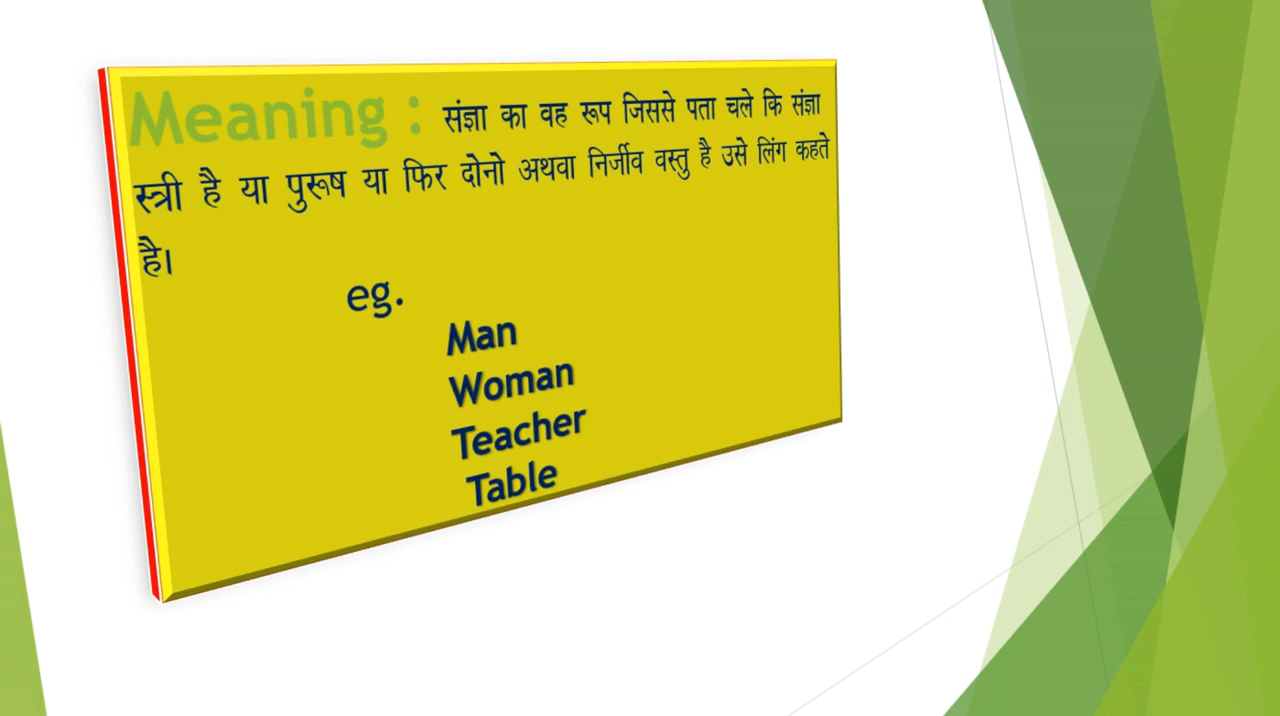 Meaning : संज्ञा का वह रूप जिससे पता चले कि संज्ञा
स्त्री है या पुरूष या फिर दोनो अथवा निर्जीव वस्तु है उसे लिंग कहते
है।
eg.
Man
Woman
Teacher
Table